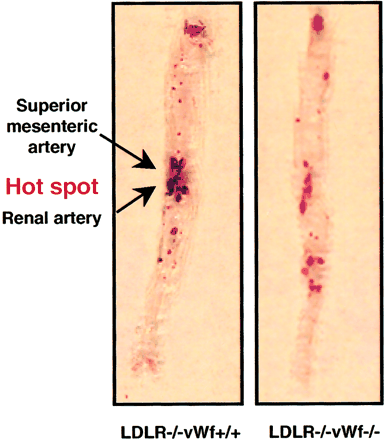 Superior
mesenteric
artery
Hot spot
Renal artery
LDLR-/-vWf+/+
LDLR-/-vWf-/-